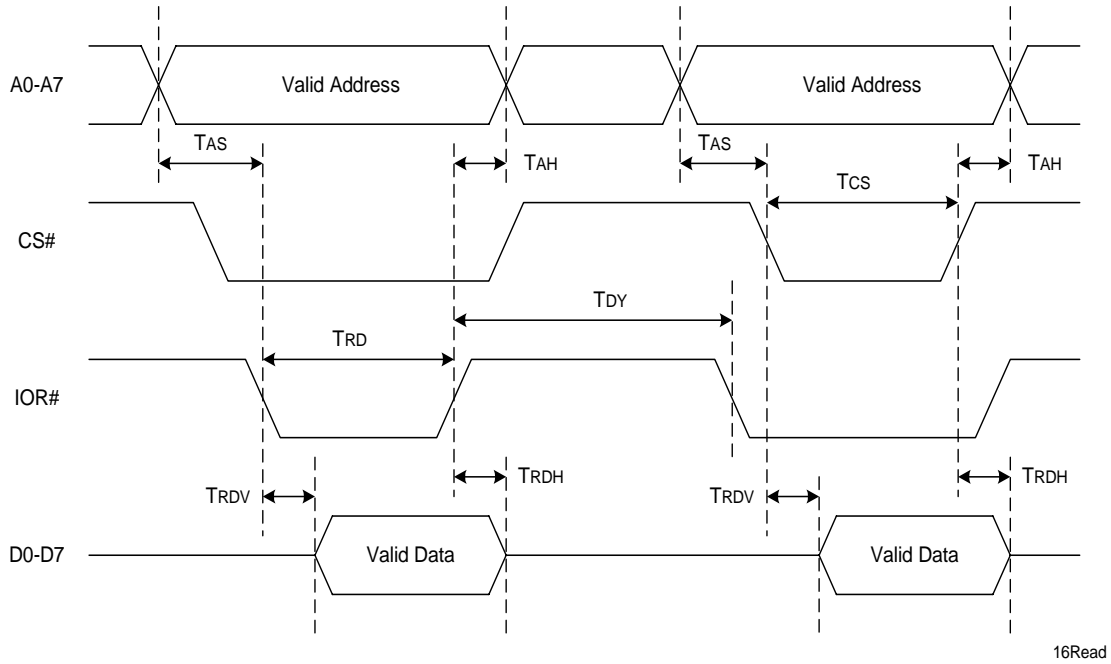 A0-A7
Valid Address
Valid Address
TAS
TAH
TAS
TAH
TCS
CS#
TDY
TRD
IOR#
TRDV
TRDH
TRDV
TRDH
D0-D7
Valid Data
Valid Data
16Read